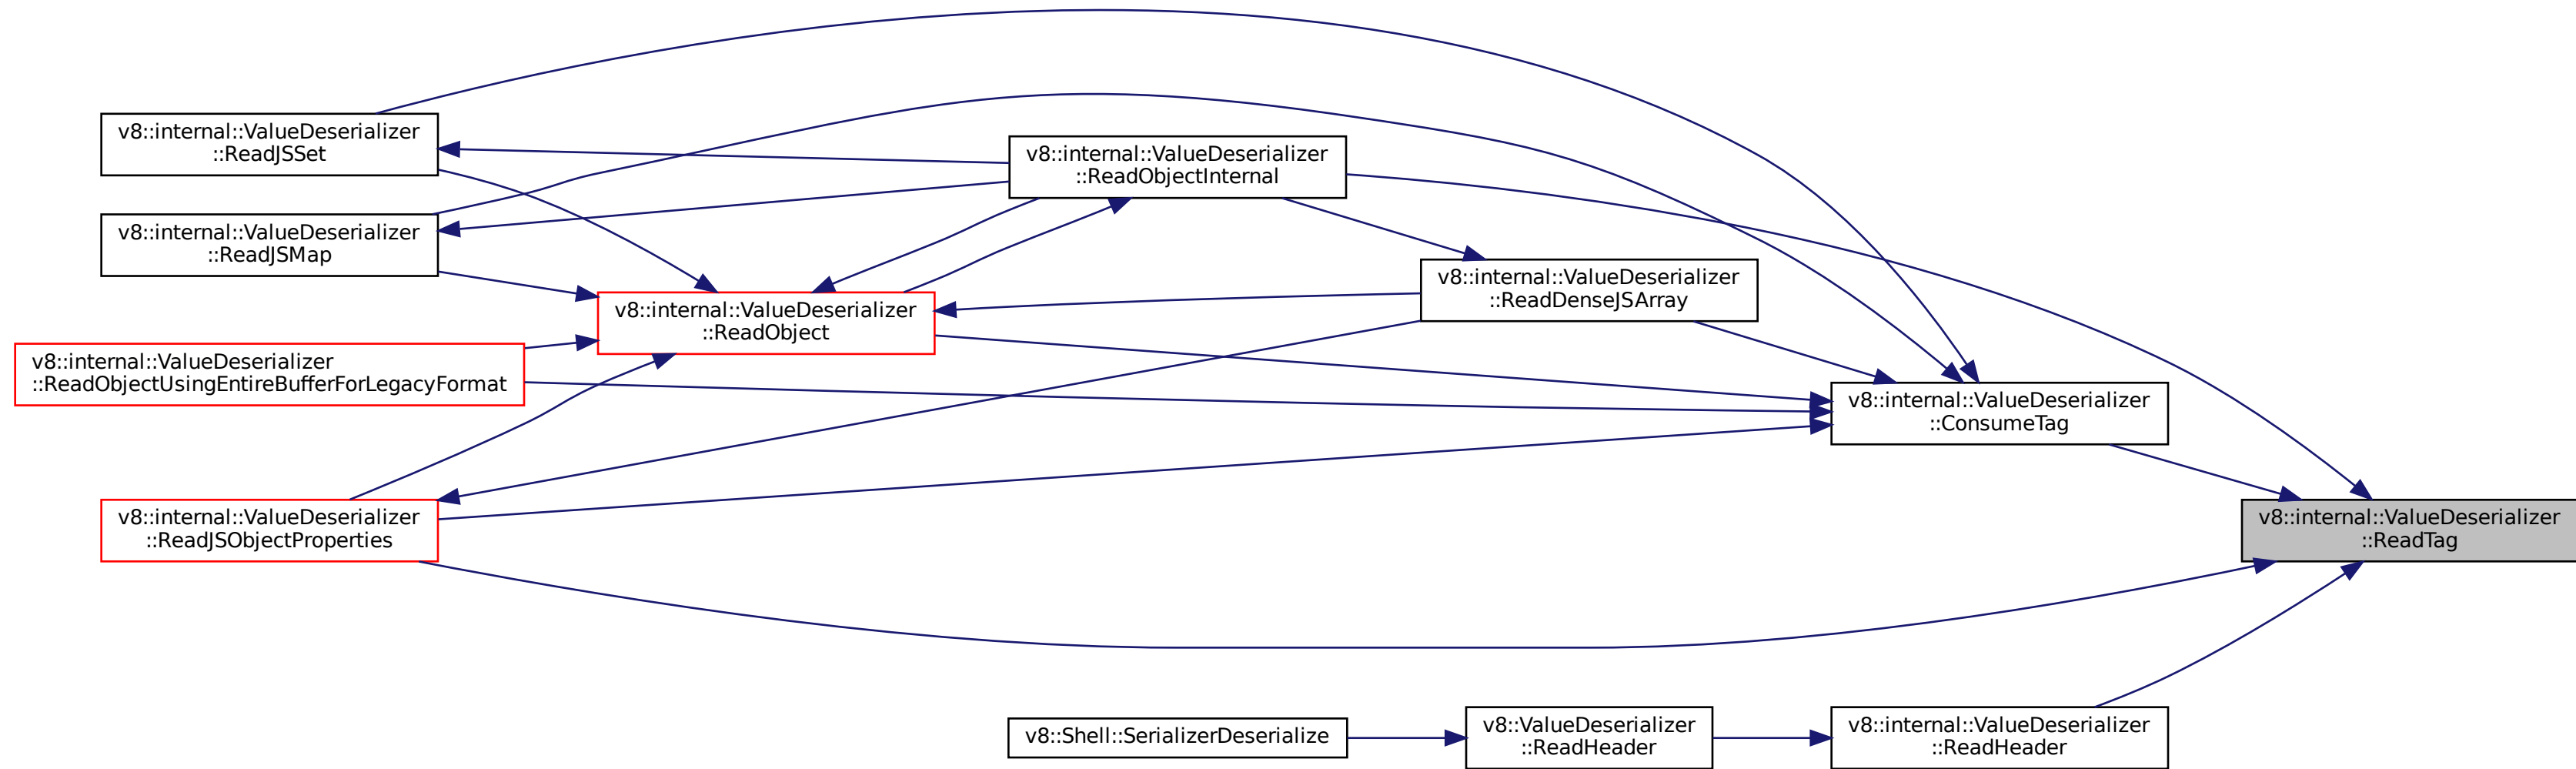 v8::internal::ValueDeserializer
::ReadJSSet
v8::internal::ValueDeserializer
::ReadObjectInternal
v8::internal::ValueDeserializer
::ReadJSMap
v8::internal::ValueDeserializer
::ReadDenseJSArray
v8::internal::ValueDeserializer
::ReadObject
v8::internal::ValueDeserializer
::ReadObjectUsingEntireBufferForLegacyFormat
v8::internal::ValueDeserializer
::ConsumeTag
v8::internal::ValueDeserializer
::ReadJSObjectProperties
v8::internal::ValueDeserializer
::ReadTag
v8::Shell::SerializerDeserialize
v8::ValueDeserializer
::ReadHeader
v8::internal::ValueDeserializer
::ReadHeader